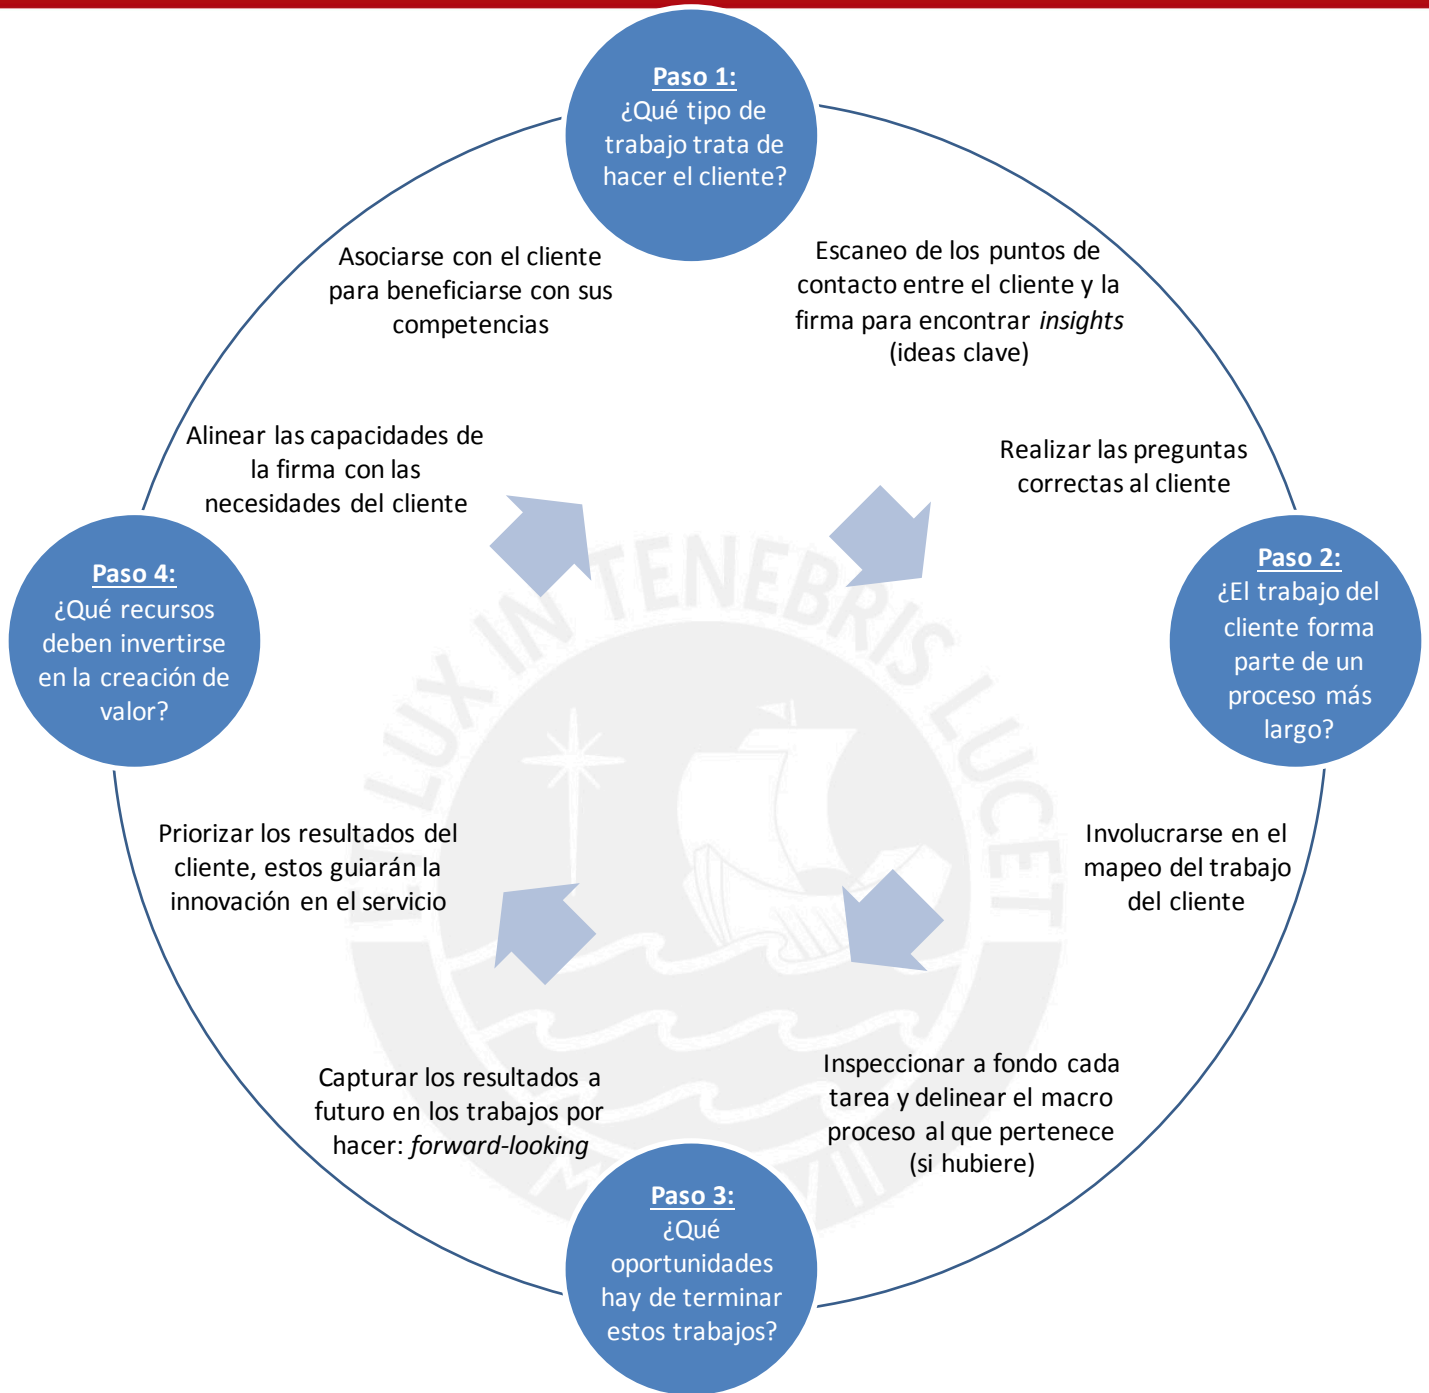 Paso 1:
¿Qué tipo de
trabajo trata de
hacer el cliente?
Asociarse con el cliente
para beneficiarse con sus
competencias
Escaneo de los puntos de
contacto entre el cliente y la
firma para encontrar insights
(ideas clave)
Alinear las capacidades de
la firma con las
necesidades del cliente
Realizar las preguntas
correctas al cliente
Paso 4:
¿Qué recursos
deben invertirse
en la creación de
valor?
Paso 2:
¿El trabajo del
cliente forma
parte de un
proceso más
largo?
ET LUX IN TENEBRIS LUCET
Priorizar los resultados del
cliente, estos guiarán la
innovación en el servicio
Involucrarse en el
mapeo del trabajo
del cliente
Capturar los resultados a
futuro en los trabajos por
hacer: forward-looking
Inspeccionar a fondo cada
tarea y delinear el macro
proceso al que pertenece
(si hubiere)
Paso 3:
¿Qué
oportunidades
hay de terminar
estos trabajos?